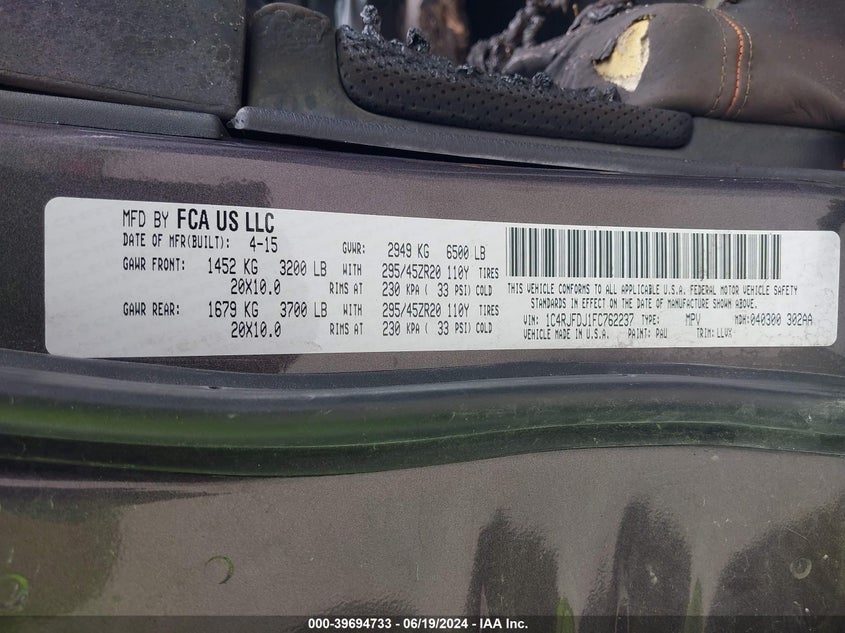 MFD BY FCA US LLC
DATE OF MFR(BUILT): 4-15 GVWR: 2949 KG 6500 LB
GAWR FRONT: 1452 KG 3200 LB WITH 295/45ZR20 110Y TIRES
20X10.0 RIMS AT 230 KPA ( 33 PSI) COLD
GAWR REAR: 1679 KG 3700 LB WITH 295/45ZR20 110Y TIRES
20X10.0 RIMS AT 230 KPA ( 33 PSI) COLD
THIS VEHICLE CONFORMS TO ALL APPLICABLE U.S.A. FEDERAL MOTOR VEHICLE SAFETY
STANDARDS IN EFFECT ON THE DATE OF MANUFACTURE SHOWN ABOVE.
VIN: 1C4RJFDJ1FC762237 TYPE: MPV MDH: 040300 302AA
VEHICLE MADE IN U.S.A. PAINT: PAU TRIM: LLVX
000-39694733 - 06/19/2024 - IAA Inc.